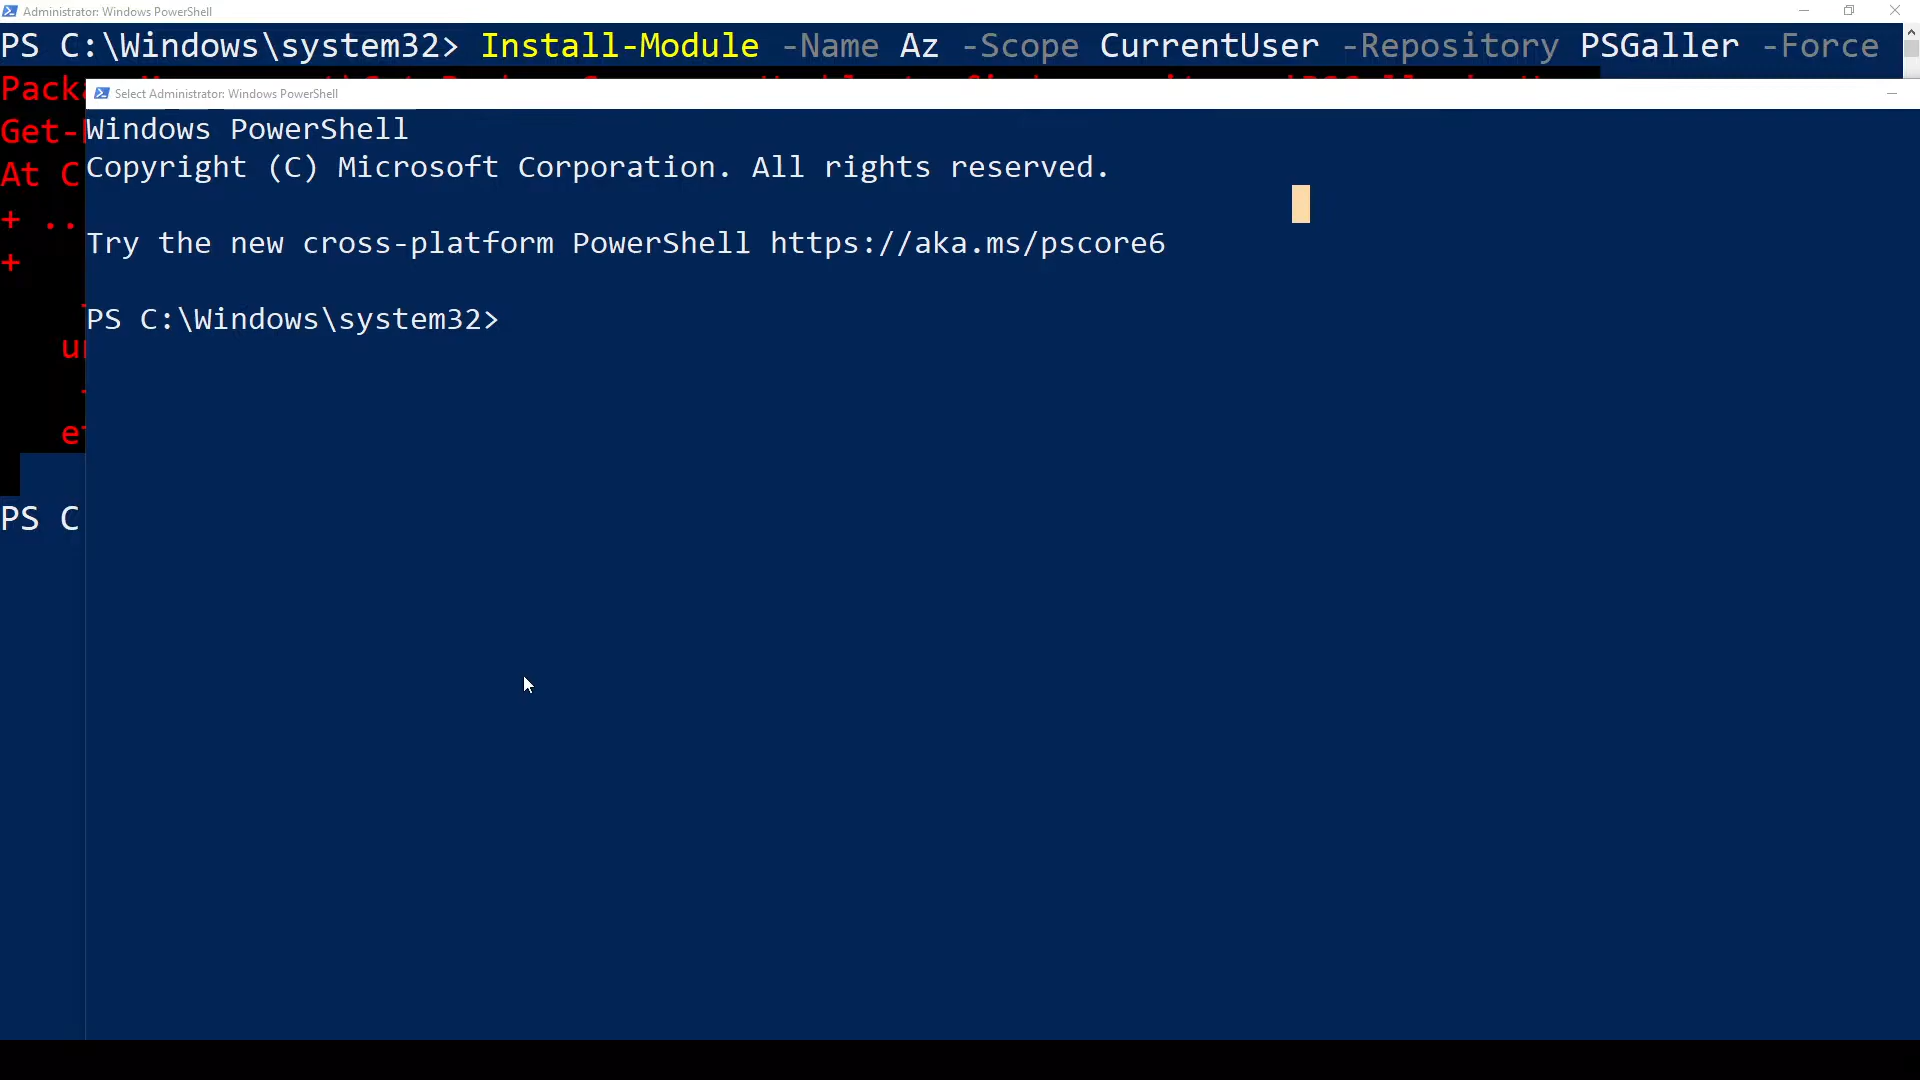 Administrator: Windows PowerShell
PS C:\Windows\system32> Install-Module -Name Az -Scope CurrentUser -Repository PSGaller -Force
Select Administrator: Windows PowerShell
Windows PowerShell
Copyright (C) Microsoft Corporation. All rights reserved.
Try the new cross-platform PowerShell https://aka.ms/pscore6
PS C:\Windows\system32>
Pack
Get-
At C
+ ..
+
PS C